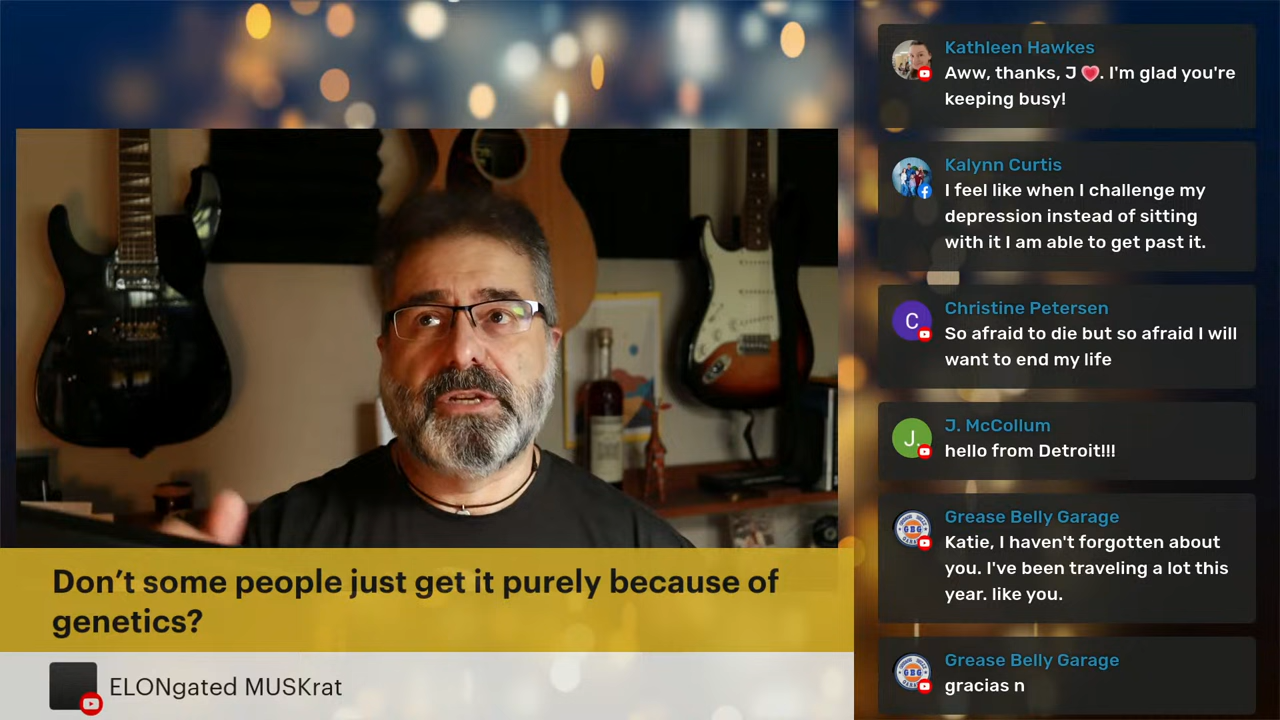 Don’t some people just get it purely because of
genetics?
ELONgated MUSKrat
Kathleen Hawkes
Aww, thanks, J ❤. I'm glad you're
keeping busy!
Kalynn Curtis
I feel like when I challenge my
depression instead of sitting
with it I am able to get past it.
C
Christine Petersen
So afraid to die but so afraid I will
want to end my life
J.
J. McCollum
hello from Detroit!!!
GBG
Grease Belly Garage
Katie, I haven't forgotten about
you. I've been traveling a lot this
year. like you.
GBG
Grease Belly Garage
gracias n